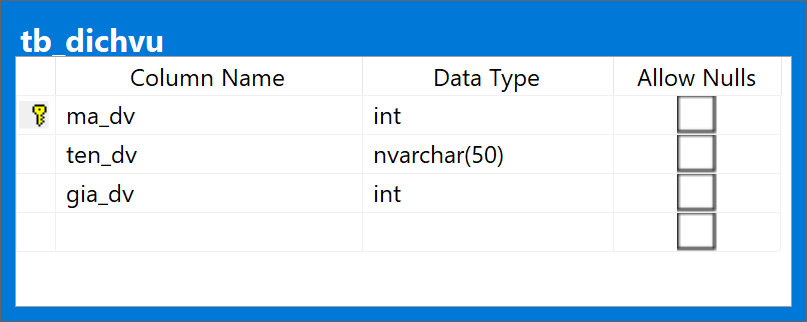 tb_dichvu
Column Name Data Type Allow Nulls
ma_dv int
ten_dv nvarchar(50)
gia_dv int